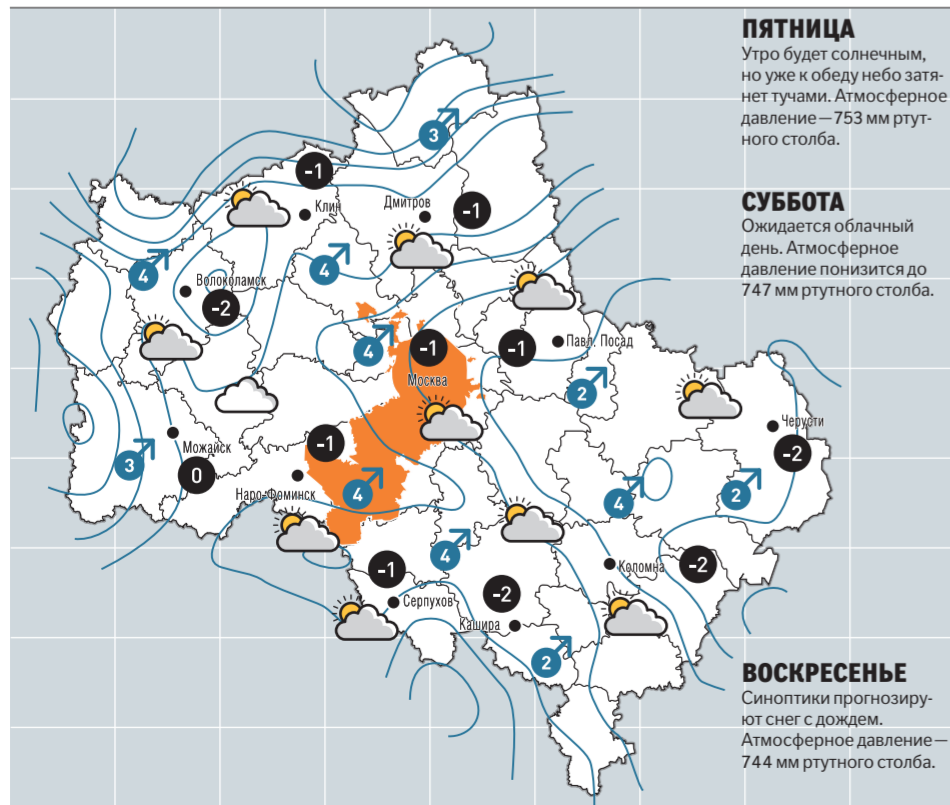 ПЯТНИЦА
Утро будет солнечным,
но уже к обеду небо затя-
нет тучами. Атмосферное
давление—753 мм ртут-
ного столба.
СУББОТА
Ожидается облачный
день. Атмосферное
давление понизится до
747 мм ртутного столба.
ВОСКРЕСЕНЬЕ
Синоптики прогнозиру-
ют снег с дождем.
Атмосферное давление—
744 мм ртутного столба.
3
-1
Клин
Дмитров
-1
4
4
Волоколамск
-2
4
-1
Москва
-1
Павл. Посад
2
Черусти
-2
Можайск
3
0
-1
Наро-Фоминск
4
4
2
4
-1
Коломна
-2
-2
Серпухов
Кашира
2